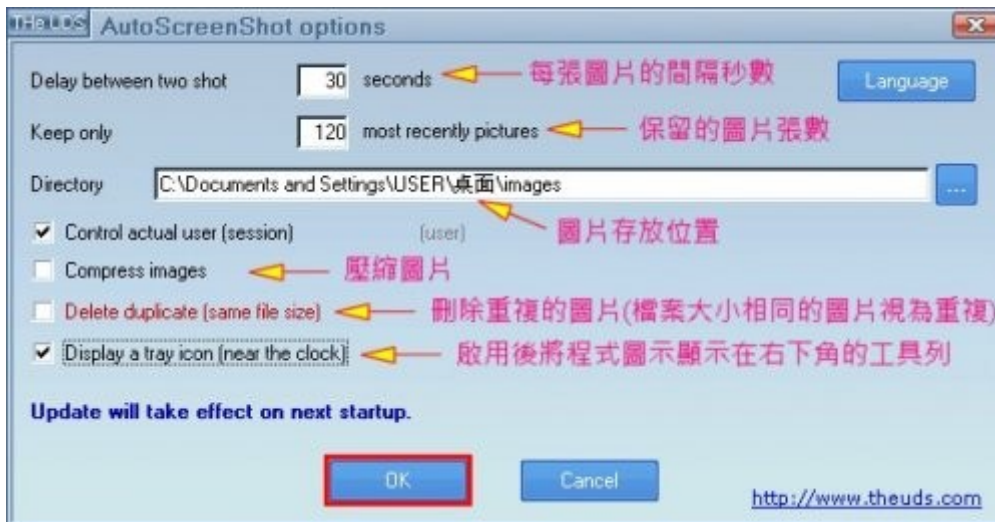 THE UDS AutoScreenShot options
Delay between two shot 30 seconds 每張圖片的間隔秒數 Language
Keep only 120 most recently pictures 保留的圖片張數
Directory C:\Documents and Settings\USER\桌面\images ...
圖片存放位置
Control actual user (session) (user)
Compress images 壓縮圖片
Delete duplicate (same file size) 刪除重複的圖片(檔案大小相同的圖片視為重複)
Display a tray icon (near the clock) 啟用後將程式圖示顯示在右下角的工具列
Update will take effect on next startup.
OK Cancel
http://www.theuds.com